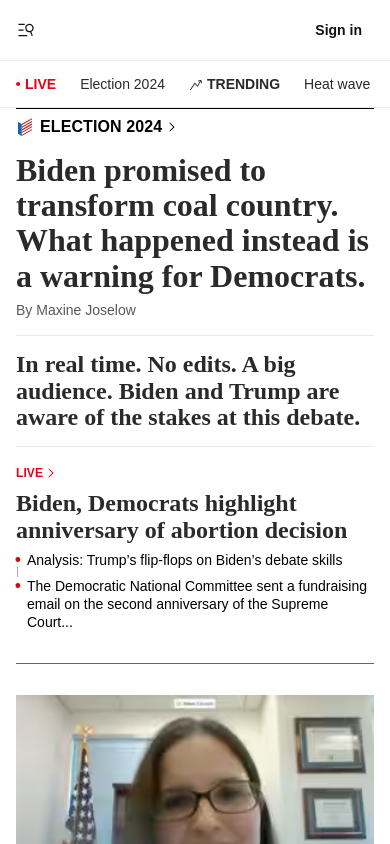 Sign in
LIVE Election 2024 TRENDING Heat wave
ELECTION 2024
Biden promised to
transform coal country.
What happened instead is
a warning for Democrats.
By Maxine Joselow
In real time. No edits. A big
audience. Biden and Trump are
aware of the stakes at this debate.
LIVE
Biden, Democrats highlight
anniversary of abortion decision
Analysis: Trump’s flip-flops on Biden’s debate skills
The Democratic National Committee sent a fundraising
email on the second anniversary of the Supreme
Court...